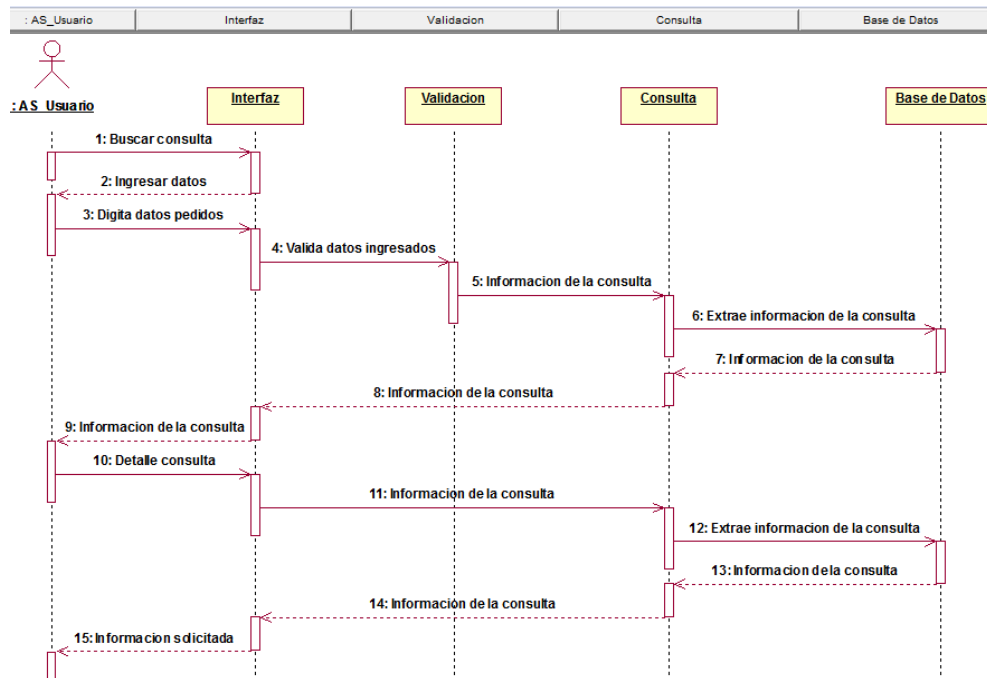 : AS_Usuario
Interfaz
Validacion
Consulta
Base de Datos
: AS_Usuario
Interfaz
Validacion
Consulta
Base de Datos
1: Buscar consulta
2: Ingresar datos
3: Digita datos pedidos
4: Valida datos ingresados
5: Informacion de la consulta
6: Extrae informacion de la consulta
7: Informacion de la consulta
8: Informacion de la consulta
9: Informacion de la consulta
10: Detalle consulta
11: Informacion de la consulta
12: Extrae informacion de la consulta
13: Informacion de la consulta
14: Informacion de la consulta
15: Informacion solicitada